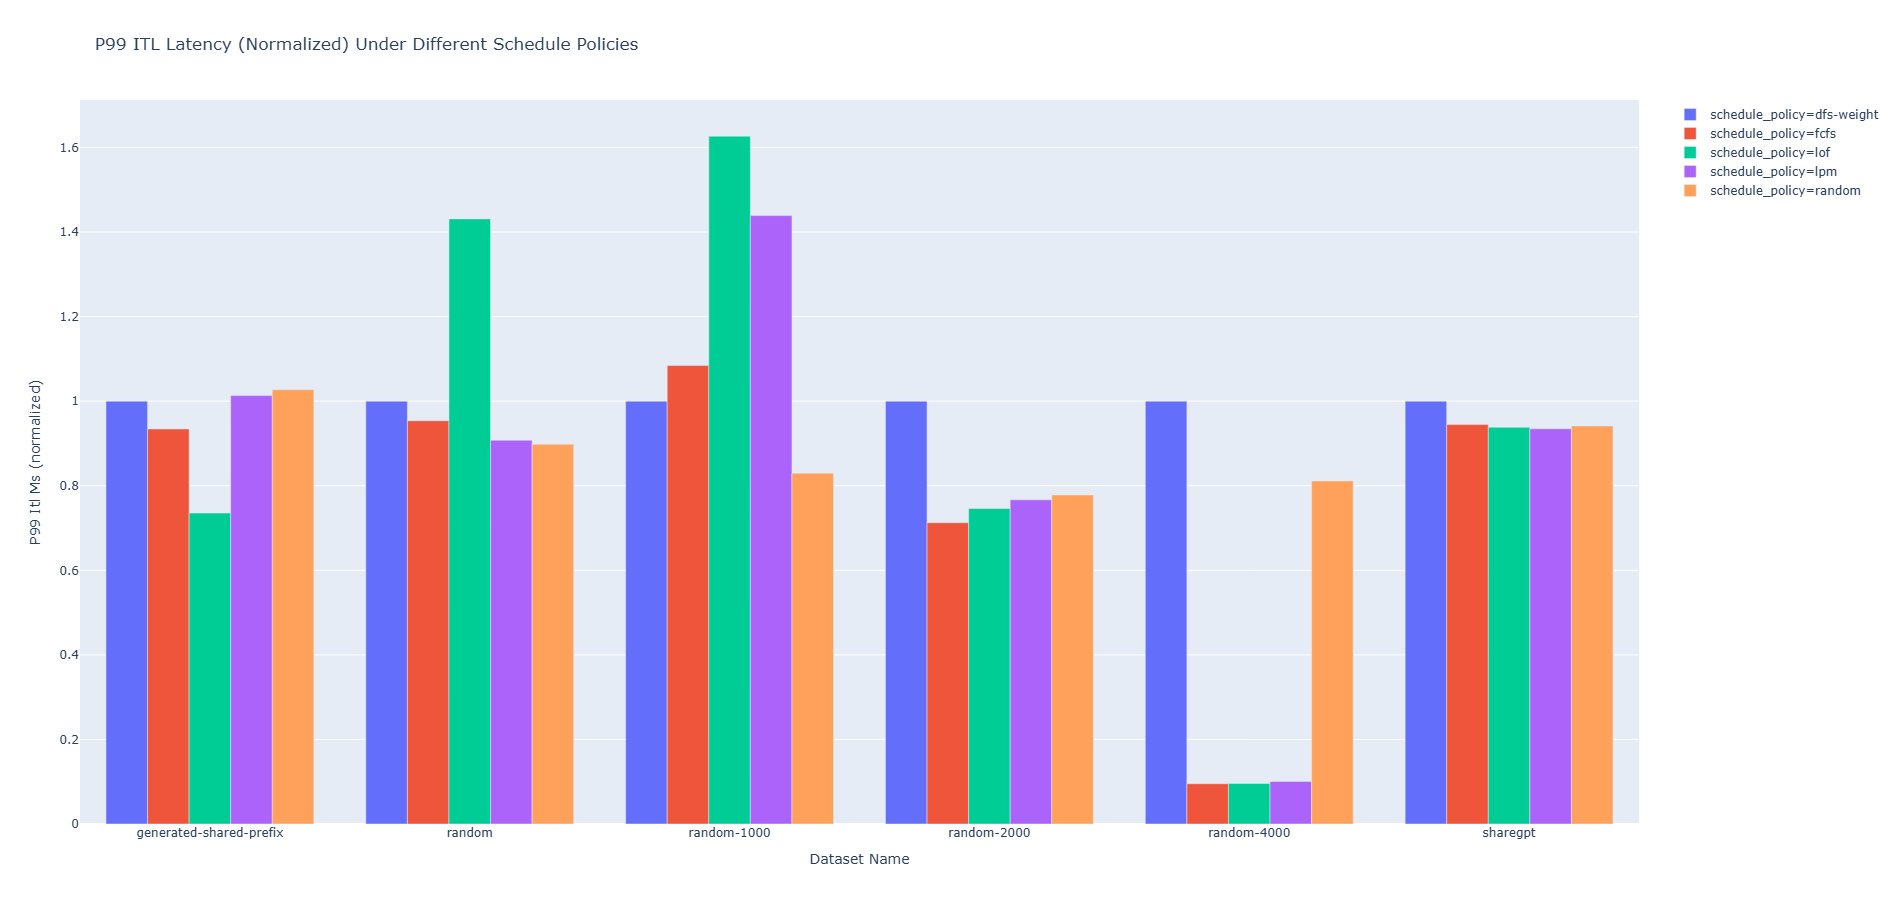 P99 ITL Latency (Normalized) Under Different Schedule Policies
schedule_policy=dfs-weight
schedule_policy=fcfs
schedule_policy=lof
schedule_policy=lpm
schedule_policy=random
P99 Itl Ms (normalized)
1.6
1.4
1.2
1
0.8
0.6
0.4
0.2
0
generated-shared-prefix
random
random-1000
random-2000
random-4000
sharegpt
Dataset Name